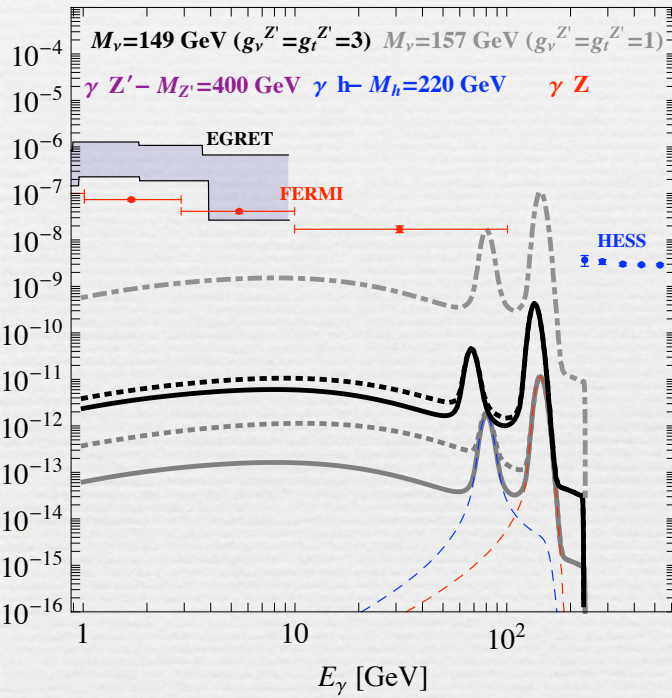 10⁻⁴
M_ν=149 GeV (g_ν^Z'=g_t^Z'=3) M_ν=157 GeV (g_ν^Z'=g_t^Z'=1)
10⁻⁵
γ Z′− M_Z'=400 GeV γ h− M_h=220 GeV γ Z
10⁻⁶
EGRET
10⁻⁷
FERMI
10⁻⁸
HESS
10⁻⁹
10⁻¹⁰
10⁻¹¹
10⁻¹²
10⁻¹³
10⁻¹⁴
10⁻¹⁵
10⁻¹⁶
1 10 10²
E_γ [GeV]